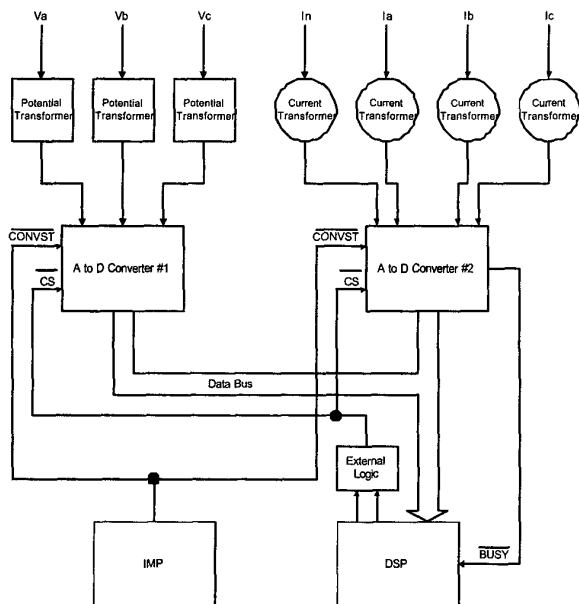 Va Vb Vc In Ia Ib Ic
Potential
Transformer
Potential
Transformer
Potential
Transformer
Current
Transformer
Current
Transformer
Current
Transformer
Current
Transformer
CONVST
A to D Converter #1
CS
CONVST
A to D Converter #2
CS
Data Bus
External
Logic
IMP
DSP
BUSY